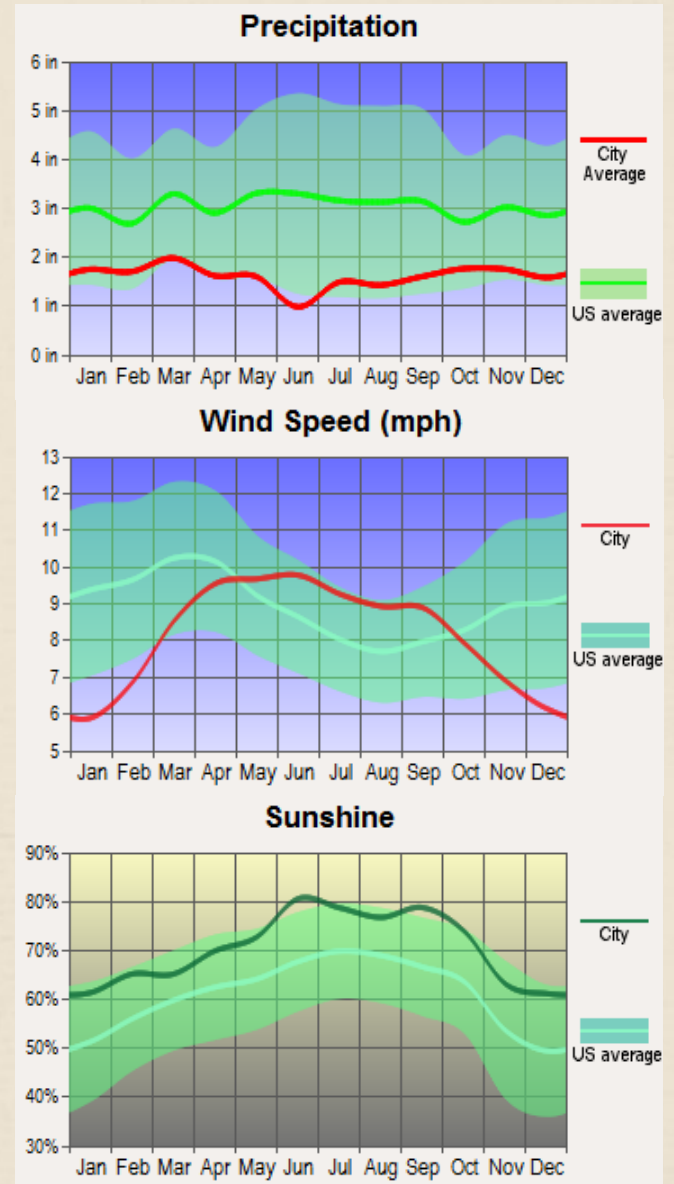 Precipitation
6 in
5 in
4 in
3 in
2 in
1 in
0 in
Jan Feb Mar Apr May Jun Jul Aug Sep Oct Nov Dec
City
Average
US average
Wind Speed (mph)
13
12
11
10
9
8
7
6
5
Jan Feb Mar Apr May Jun Jul Aug Sep Oct Nov Dec
City
US average
Sunshine
90%
80%
70%
60%
50%
40%
30%
Jan Feb Mar Apr May Jun Jul Aug Sep Oct Nov Dec
City
US average